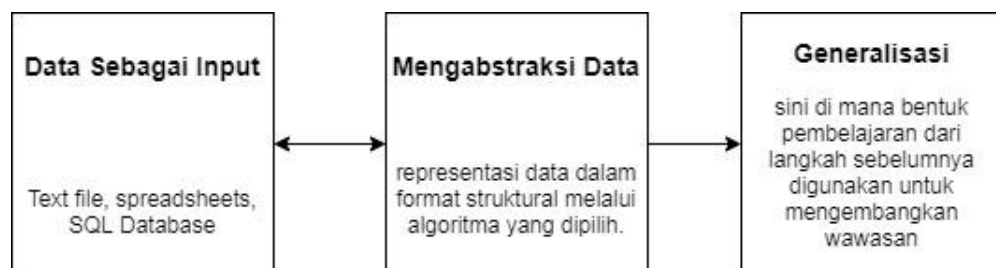 Data Sebagai Input
Text file, spreadsheets,
SQL Database
Mengabstraksi Data
representasi data dalam
format struktural melalui
algoritma yang dipilih.
Generalisasi
sini di mana bentuk
pembelajaran dari
langkah sebelumnya
digunakan untuk
mengembangkan
wawasan